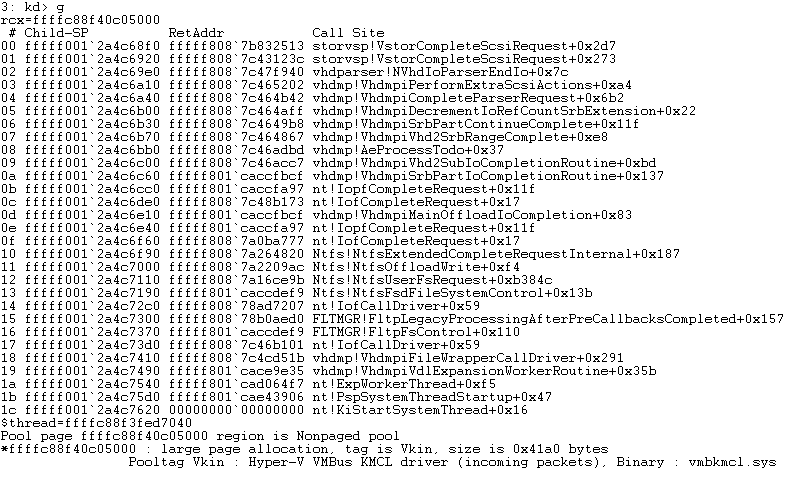 3: kd> g
rcx=ffffc88f40c05000
 # Child-SP          RetAddr           Call Site
00 fffff001`2a4c68f0 fffff808`7b832513 storvsp!VstorCompleteScsiRequest+0x2d7
01 fffff001`2a4c6920 fffff808`7c43123c storvsp!VstorCompleteScsiRequest+0x273
02 fffff001`2a4c69e0 fffff808`7c47f940 vhdparser!NVhdIoParserEndIo+0x7c
03 fffff001`2a4c6a10 fffff808`7c465202 vhdmp!VhdmpiPerformExtraScsiActions+0xa4
04 fffff001`2a4c6a40 fffff808`7c464b42 vhdmp!VhdmpiCompleteParserRequest+0x6b2
05 fffff001`2a4c6b00 fffff808`7c464aff vhdmp!VhdmpiDecrementIoRefCountSrbExtension+0x22
06 fffff001`2a4c6b30 fffff808`7c4649b8 vhdmp!VhdmpiSrbPartContinueComplete+0x11f
07 fffff001`2a4c6b70 fffff808`7c464867 vhdmp!VhdmpiVhd2SrbRangeComplete+0xe8
08 fffff001`2a4c6bb0 fffff808`7c46adbd vhdmp!AeProcessTodo+0x37
09 fffff001`2a4c6c00 fffff808`7c46acc7 vhdmp!VhdmpiVhd2SubIoCompletionRoutine+0xbd
0a fffff001`2a4c6c60 fffff801`caccfbcf vhdmp!VhdmpiSrbPartIoCompletionRoutine+0x137
0b fffff001`2a4c6cc0 fffff801`caccfa97 nt!IopfCompleteRequest+0x11f
0c fffff001`2a4c6de0 fffff808`7c48b173 nt!IofCompleteRequest+0x17
0d fffff001`2a4c6e10 fffff801`caccfbcf vhdmp!VhdmpiMainOffloadIoCompletion+0x83
0e fffff001`2a4c6e40 fffff801`caccfa97 nt!IopfCompleteRequest+0x11f
0f fffff001`2a4c6f60 fffff808`7a0ba777 nt!IofCompleteRequest+0x17
10 fffff001`2a4c6f90 fffff808`7a264820 Ntfs!NtfsExtendedCompleteRequestInternal+0x187
11 fffff001`2a4c7000 fffff808`7a2209ac Ntfs!NtfsOffloadWrite+0xf4
12 fffff001`2a4c7110 fffff808`7a16ce9b Ntfs!NtfsUserFsRequest+0xb384c
13 fffff001`2a4c7190 fffff801`caccdef9 Ntfs!NtfsFsdFileSystemControl+0x13b
14 fffff001`2a4c72c0 fffff808`78ad7207 nt!IofCallDriver+0x59
15 fffff001`2a4c7300 fffff808`78b0aed0 FLTMGR!FltpLegacyProcessingAfterPreCallbacksCompleted+0x157
16 fffff001`2a4c7370 fffff801`caccdef9 FLTMGR!FltpFsControl+0x110
17 fffff001`2a4c73d0 fffff808`7c46b101 nt!IofCallDriver+0x59
18 fffff001`2a4c7410 fffff808`7c4cd51b vhdmp!VhdmpiFileWrapperCallDriver+0x291
19 fffff001`2a4c7490 fffff801`cace9e35 vhdmp!VhdmpiVdlExpansionWorkerRoutine+0x35b
1a fffff001`2a4c7540 fffff801`cad064f7 nt!ExpWorkerThread+0xf5
1b fffff001`2a4c75d0 fffff801`cae43906 nt!PspSystemThreadStartup+0x47
1c fffff001`2a4c7620 00000000`00000000 nt!KiStartSystemThread+0x16
$thread=ffffc88f3fed7040
Pool page ffffc88f40c05000 region is Nonpaged pool
*ffffc88f40c05000 : large page allocation, tag is Vkin, size is 0x41a0 bytes
Pooltag Vkin : Hyper-V VMBus KMCL driver (incoming packets), Binary : vmbkmcl.sys